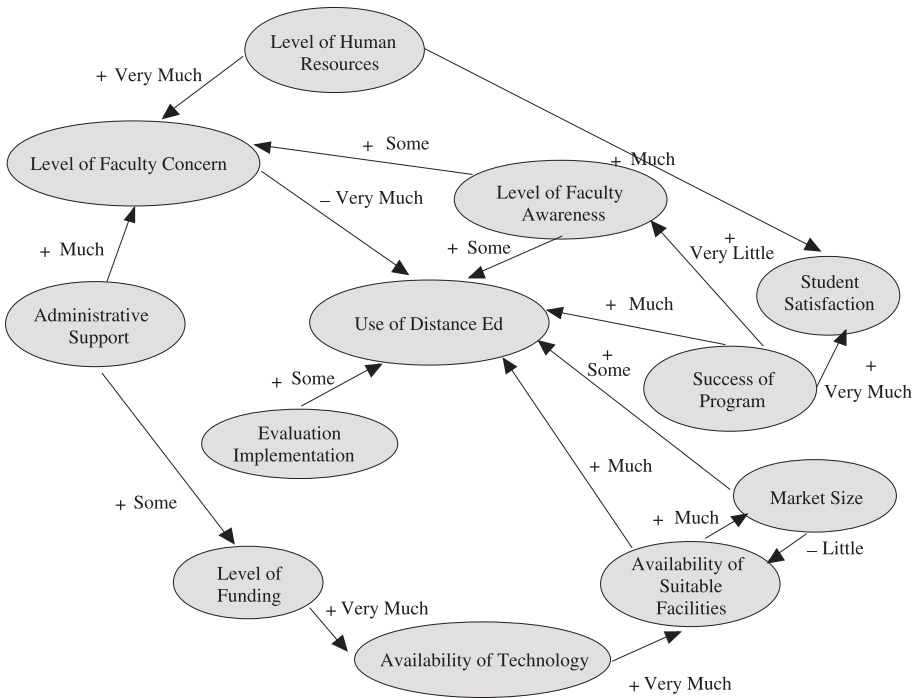 Level of Human
Resources
+ Very Much
+ Some
+ Much
Level of Faculty Concern
Level of Faculty
Awareness
– Very Much
+ Much
+ Some
+
Very Little
Student
Satisfaction
Administrative
Support
Use of Distance Ed
+ Much
+
Some
+ Some
Success of
Program
+
Very Much
Evaluation
Implementation
+ Much
Market Size
+ Some
+ Much
– Little
Level of
Funding
Availability of
Suitable
Facilities
+ Very Much
Availability of Technology
+ Very Much